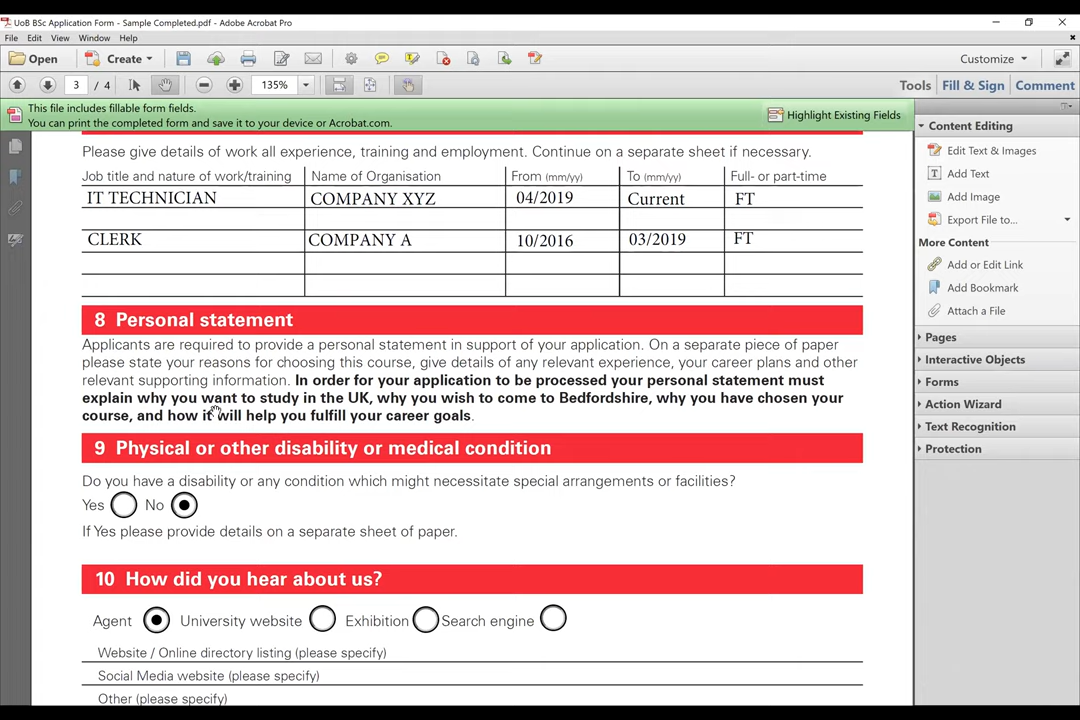 UoB BSc Application Form - Sample Completed.pdf - Adobe Acrobat Pro
File Edit View Window Help
Open Create Customize
3 / 4 135% Tools Fill & Sign Comment
This file includes fillable form fields.
You can print the completed form and save it to your device or Acrobat.com.
Highlight Existing Fields
Please give details of work all experience, training and employment. Continue on a separate sheet if necessary.
Job title and nature of work/training Name of Organisation From (mm/yy) To (mm/yy) Full- or part-time
IT TECHNICIAN COMPANY XYZ 04/2019 Current FT
CLERK COMPANY A 10/2016 03/2019 FT
8 Personal statement
Applicants are required to provide a personal statement in support of your application. On a separate piece of paper
please state your reasons for choosing this course, give details of any relevant experience, your career plans and other
relevant supporting information. In order for your application to be processed your personal statement must
explain why you want to study in the UK, why you wish to come to Bedfordshire, why you have chosen your
course, and how it will help you fulfill your career goals.
9 Physical or other disability or medical condition
Do you have a disability or any condition which might necessitate special arrangements or facilities?
Yes No
If Yes please provide details on a separate sheet of paper.
10 How did you hear about us?
Agent University website Exhibition Search engine
Website / Online directory listing (please specify)
Social Media website (please specify)
Other (please specify)
Content Editing
Edit Text & Images
Add Text
Add Image
Export File to...
More Content
Add or Edit Link
Add Bookmark
Attach a File
Pages
Interactive Objects
Forms
Action Wizard
Text Recognition
Protection